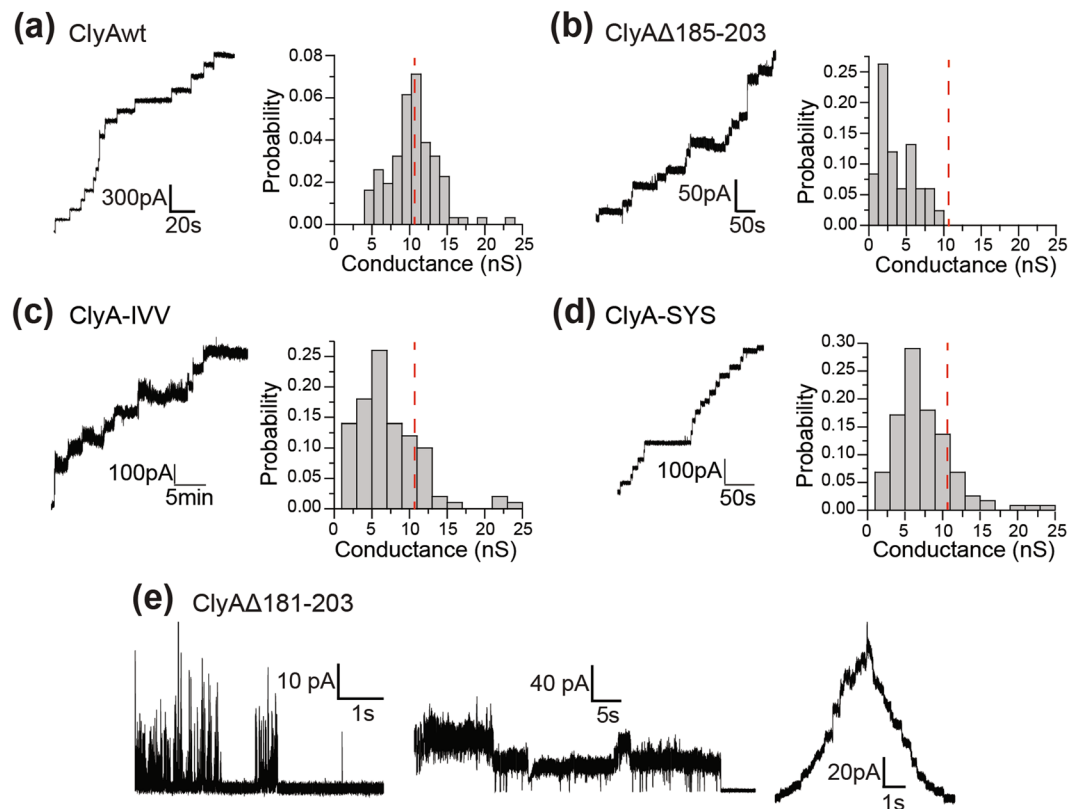 (a) ClyAwt
300pA
20s
Probability
0.08
0.06
0.04
0.02
0.00
0 5 10 15 20 25
Conductance (nS)
(b) ClyAΔ185-203
50pA
50s
Probability
0.25
0.20
0.15
0.10
0.05
0.00
0 5 10 15 20 25
Conductance (nS)
(c) ClyA-IVV
100pA
5min
Probability
0.25
0.20
0.15
0.10
0.05
0.00
0 5 10 15 20 25
Conductance (nS)
(d) ClyA-SYS
100pA
50s
Probability
0.30
0.25
0.20
0.15
0.10
0.05
0.00
0 5 10 15 20 25
Conductance (nS)
(e) ClyAΔ181-203
10 pA
1s
40 pA
5s
20pA
1s